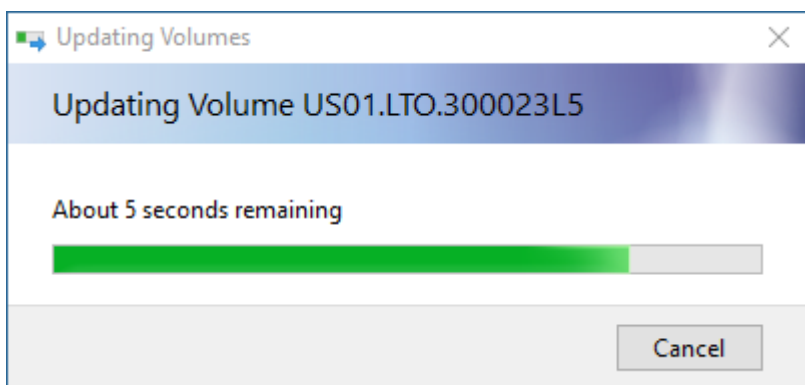 Updating Volumes
Updating Volume US01.LTO.300023L5
About 5 seconds remaining
Cancel